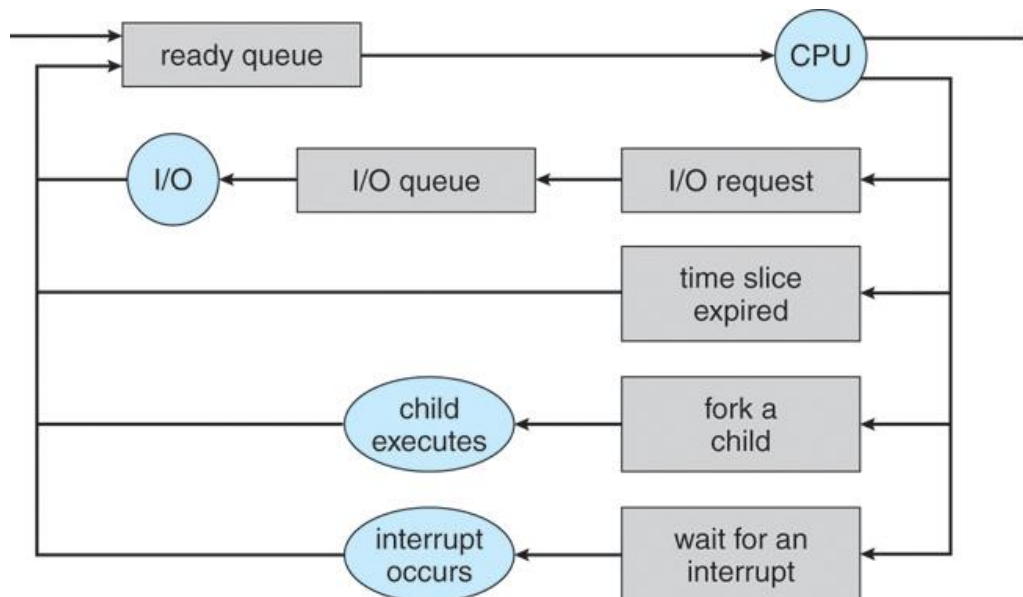 ready queue
CPU
I/O
I/O queue
I/O request
time slice
expired
child
executes
fork a
child
interrupt
occurs
wait for an
interrupt